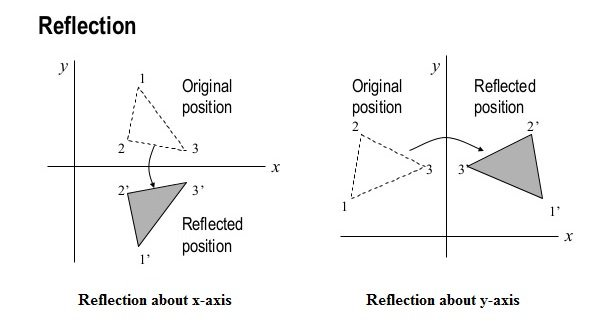 Reflection
y
1
Original
position
2
3
x
2'
3'
Reflected
position
1'
Reflection about x-axis
y
Original
position
Reflected
position
2
2'
3
3'
1
1'
x
Reflection about y-axis